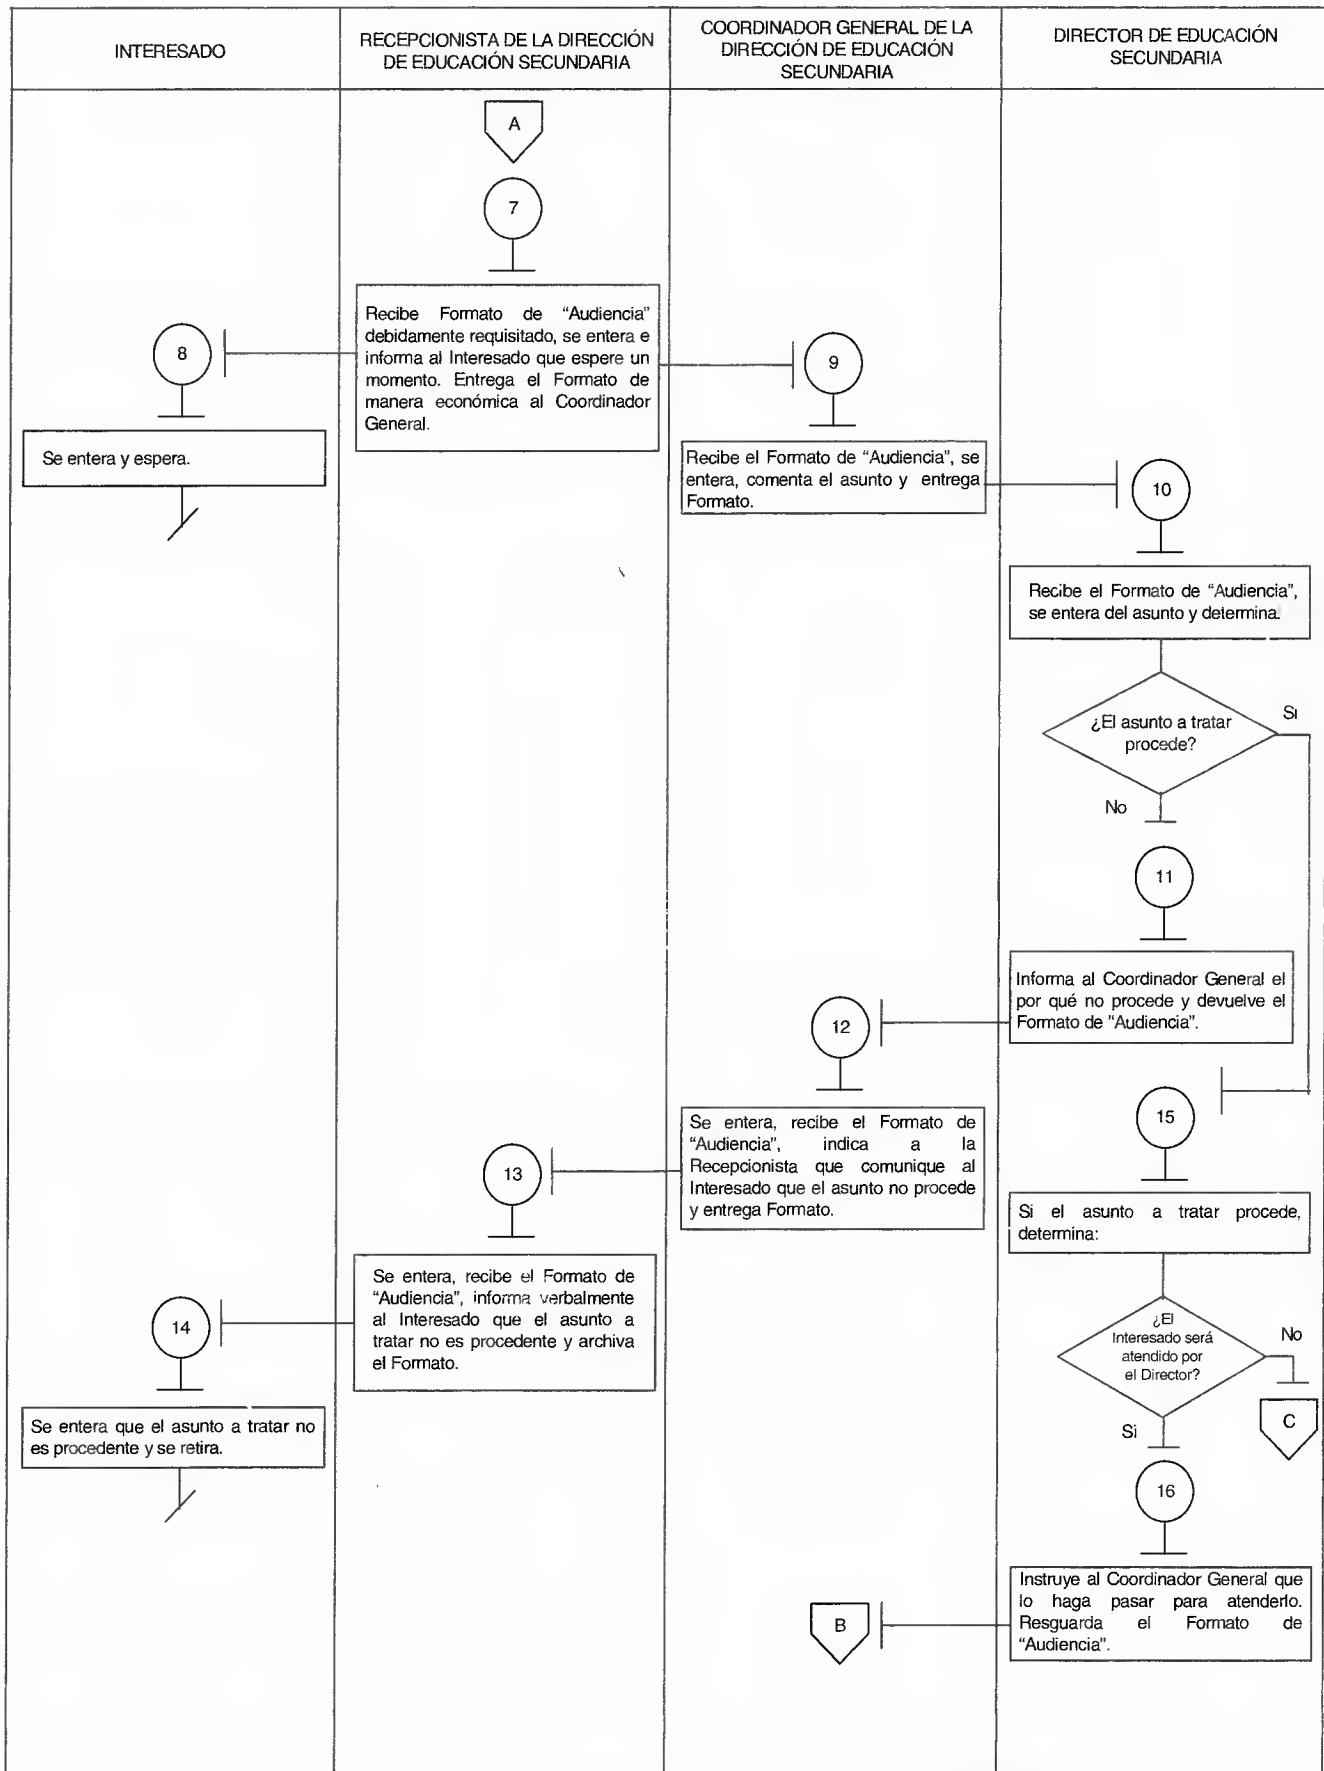 INTERESADO
RECEPCIONISTA DE LA DIRECCIÓN
DE EDUCACIÓN SECUNDARIA
COORDINADOR GENERAL DE LA
DIRECCIÓN DE EDUCACIÓN
SECUNDARIA
DIRECTOR DE EDUCACIÓN
SECUNDARIA
A
7
Recibe Formato de “Audiencia”
debidamente requisitado, se entera e
informa al Interesado que espere un
momento. Entrega el Formato de
manera económica al Coordinador
General.
8
Se entera y espera.
9
Recibe el Formato de “Audiencia”, se
entera, comenta el asunto y entrega
Formato.
10
Recibe el Formato de “Audiencia”,
se entera del asunto y determina.
¿El asunto a tratar
procede?
Si
No
11
Informa al Coordinador General el
por qué no procede y devuelve el
Formato de "Audiencia".
12
Se entera, recibe el Formato de
“Audiencia”, indica a la
Recepcionista que comunique al
Interesado que el asunto no procede
y entrega Formato.
13
Se entera, recibe el Formato de
“Audiencia”, informa verbalmente
al Interesado que el asunto a
tratar no es procedente y archiva
el Formato.
14
Se entera que el asunto a tratar no
es procedente y se retira.
15
Si el asunto a tratar procede,
determina:
¿El
Interesado será
atendido por
el Director?
No
C
Si
16
Instruye al Coordinador General que
lo haga pasar para atenderlo.
Resguarda el Formato de
“Audiencia”.
B